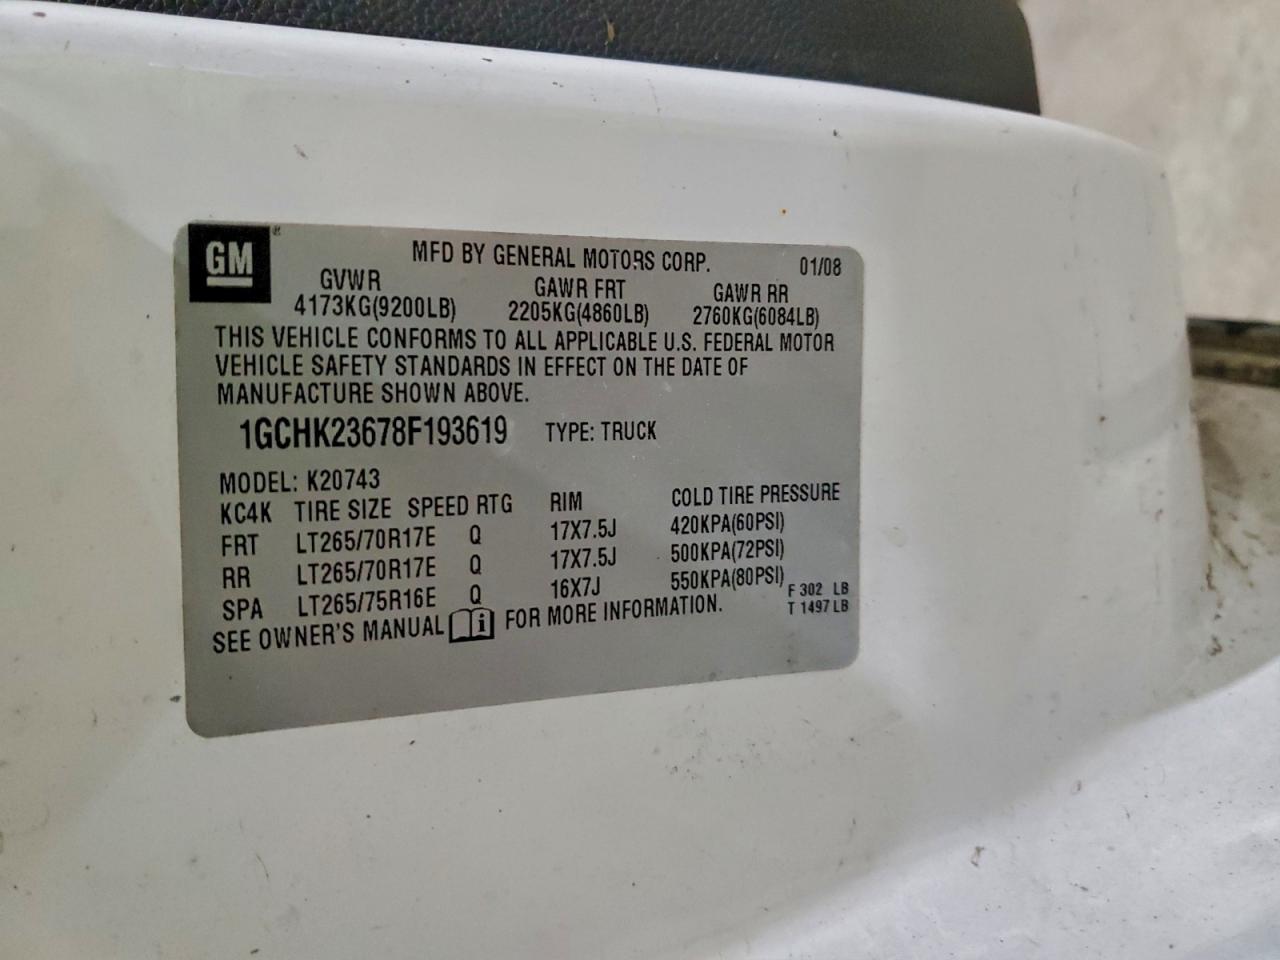 GM®
MFD BY GENERAL MOTORS CORP. 01/08
GVWR GAWR FRT GAWR RR
4173KG(9200LB) 2205KG(4860LB) 2760KG(6084LB)
THIS VEHICLE CONFORMS TO ALL APPLICABLE U.S. FEDERAL MOTOR
VEHICLE SAFETY STANDARDS IN EFFECT ON THE DATE OF
MANUFACTURE SHOWN ABOVE.
1GCHK23678F193619 TYPE: TRUCK
MODEL: K20743
KC4K TIRE SIZE SPEED RTG RIM COLD TIRE PRESSURE
FRT LT265/70R17E Q 17X7.5J 420KPA(60PSI)
RR LT265/70R17E Q 17X7.5J 500KPA(72PSI)
SPA LT265/75R16E Q 16X7J 550KPA(80PSI)
F 302 LB
T 1497 LB
SEE OWNER'S MANUAL i FOR MORE INFORMATION.